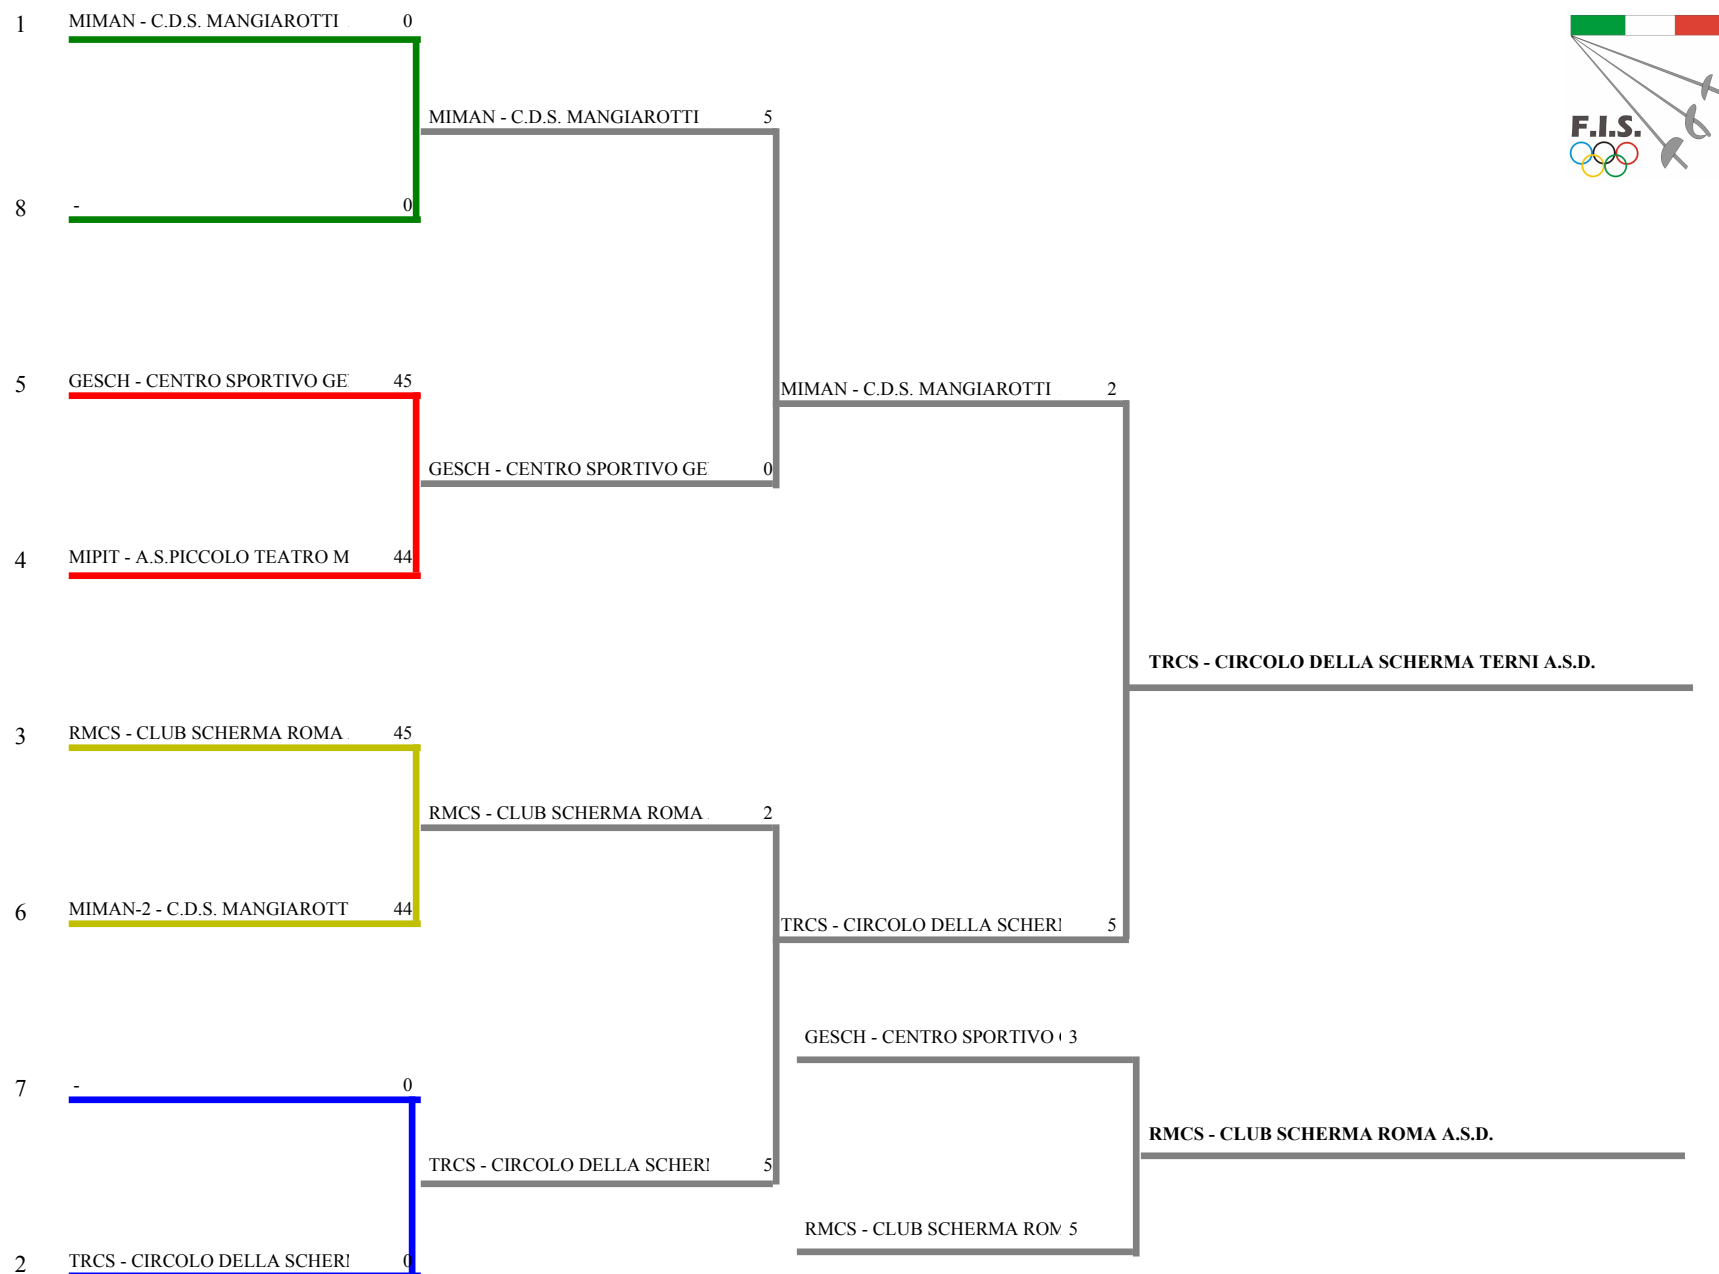 1 MIMAN - C.D.S. MANGIAROTTI 0
MIMAN - C.D.S. MANGIAROTTI 5
F.I.S.
8 - 0
5 GESCH - CENTRO SPORTIVO GE 45
MIMAN - C.D.S. MANGIAROTTI 2
GESCH - CENTRO SPORTIVO GE 0
4 MIPIT - A.S.PICCOLO TEATRO M 44
TRCS - CIRCOLO DELLA SCHERMA TERNI A.S.D.
3 RMCS - CLUB SCHERMA ROMA 45
RMCS - CLUB SCHERMA ROMA 2
6 MIMAN-2 - C.D.S. MANGIAROTT 44
TRCS - CIRCOLO DELLA SCHER 5
GESCH - CENTRO SPORTIVO 3
7 - 0
RMCS - CLUB SCHERMA ROMA A.S.D.
TRCS - CIRCOLO DELLA SCHER 5
RMCS - CLUB SCHERMA ROM 5
2 TRCS - CIRCOLO DELLA SCHER 0